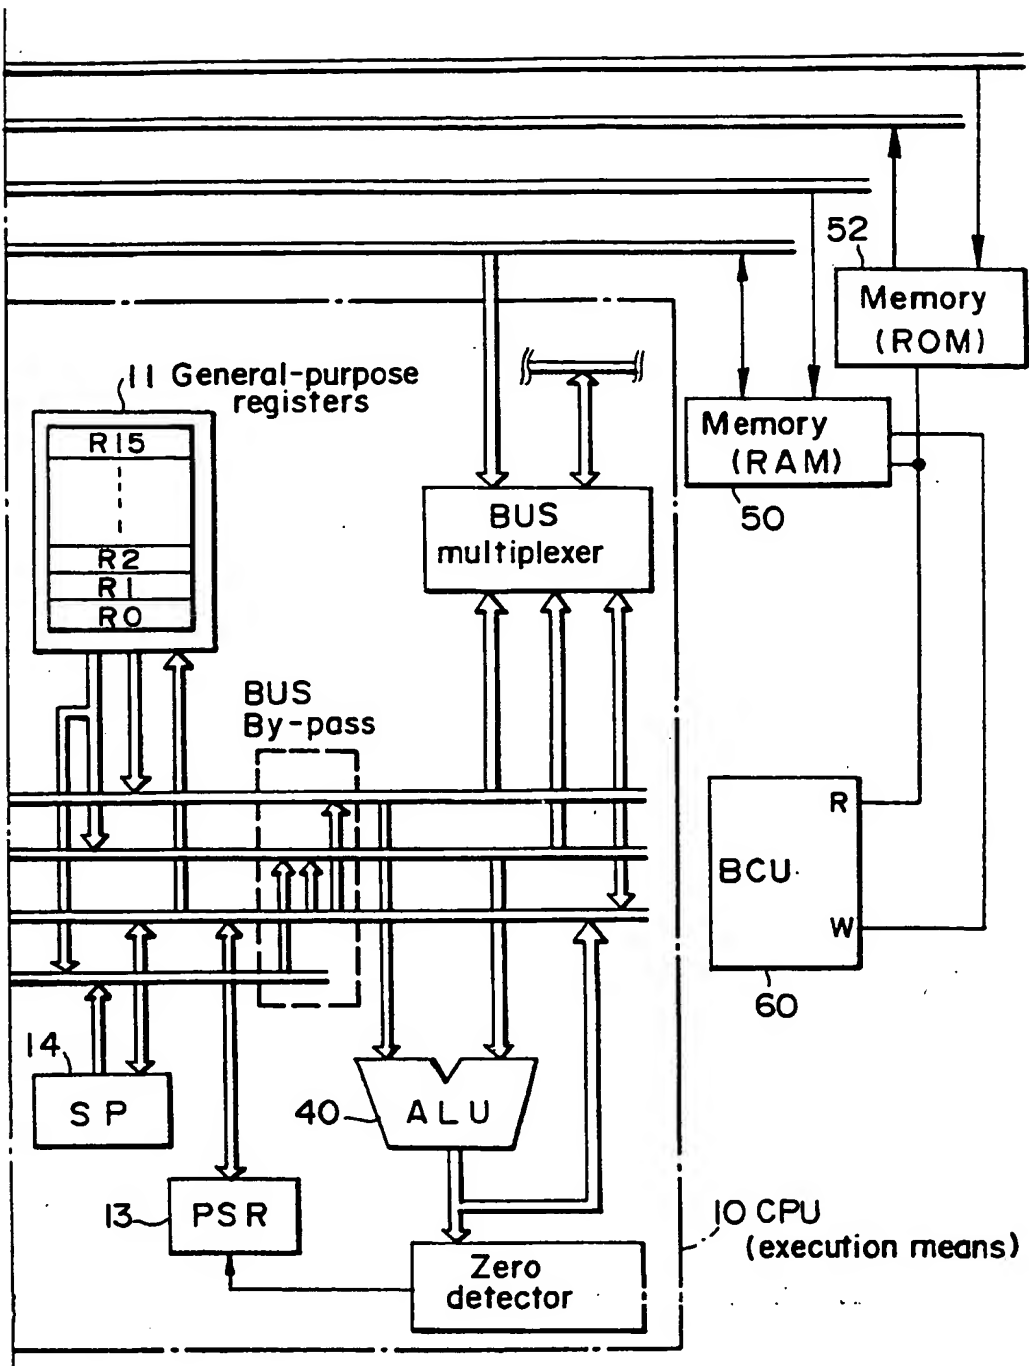 52
Memory
(ROM)
11 General-purpose
registers
R15
R2
R1
R0
BUS
multiplexer
Memory
(RAM)
50
BUS
By-pass
BCU
R
W
60
14
SP
40
ALU
13
PSR
Zero
detector
10 CPU
(execution means)